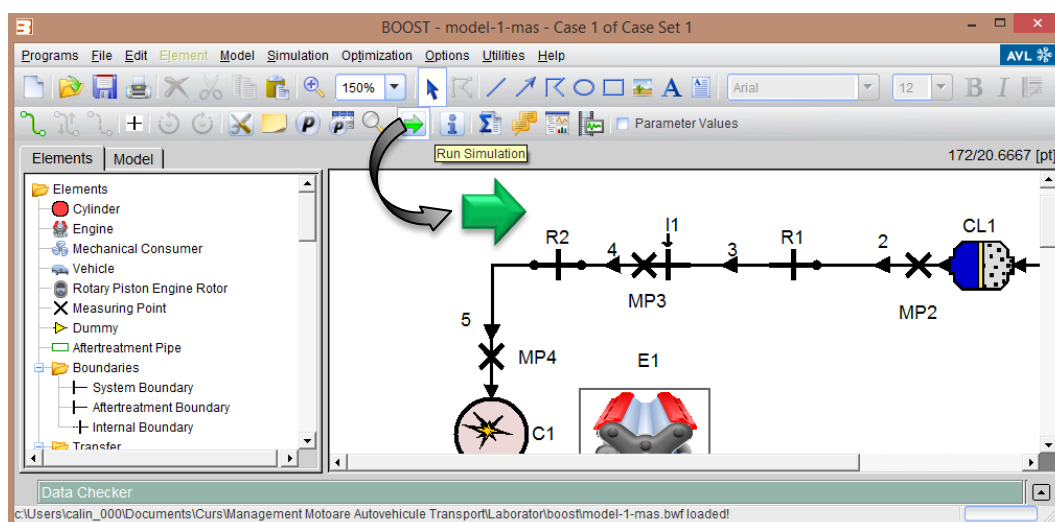 BOOST - model-1-mas - Case 1 of Case Set 1
Programs File Edit Element Model Simulation Optimization Options Utilities Help
AVL
150%
A
Arial
12
B I
P
P
i
Σ
Parameter Values
Run Simulation
Elements
Model
172/20.6667 [pt]
Elements
Cylinder
Engine
Mechanical Consumer
Vehicle
Rotary Piston Engine Rotor
Measuring Point
Dummy
Aftertreatment Pipe
Boundaries
System Boundary
Aftertreatment Boundary
Internal Boundary
Transfer
R2
4
I1
3
R1
2
CL1
MP3
MP2
5
MP4
E1
C1
Data Checker
c:\Users\calin_000\Documents\Curs\Management Motoare Autovehicule Transport\Laborator\boost\model-1-mas.bwf loaded!